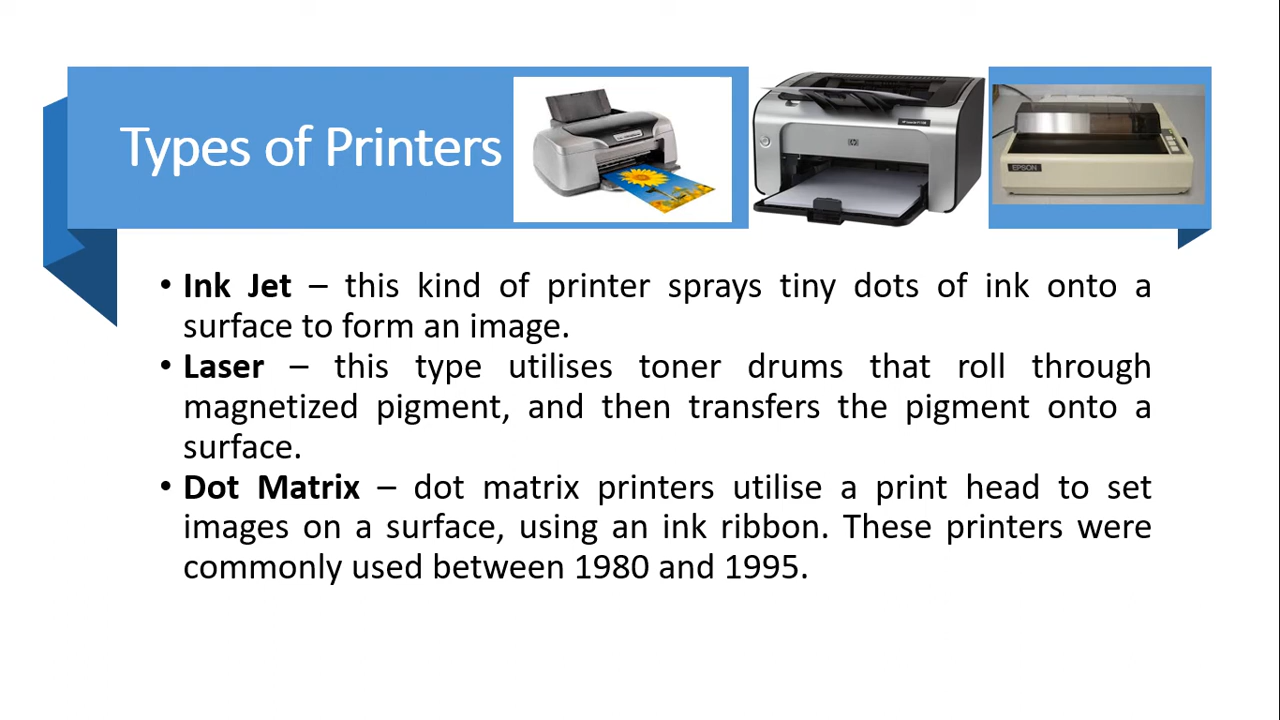 Types of Printers
EPSON
• Ink Jet – this kind of printer sprays tiny dots of ink onto a
surface to form an image.
• Laser – this type utilises toner drums that roll through
magnetized pigment, and then transfers the pigment onto a
surface.
• Dot Matrix – dot matrix printers utilise a print head to set
images on a surface, using an ink ribbon. These printers were
commonly used between 1980 and 1995.